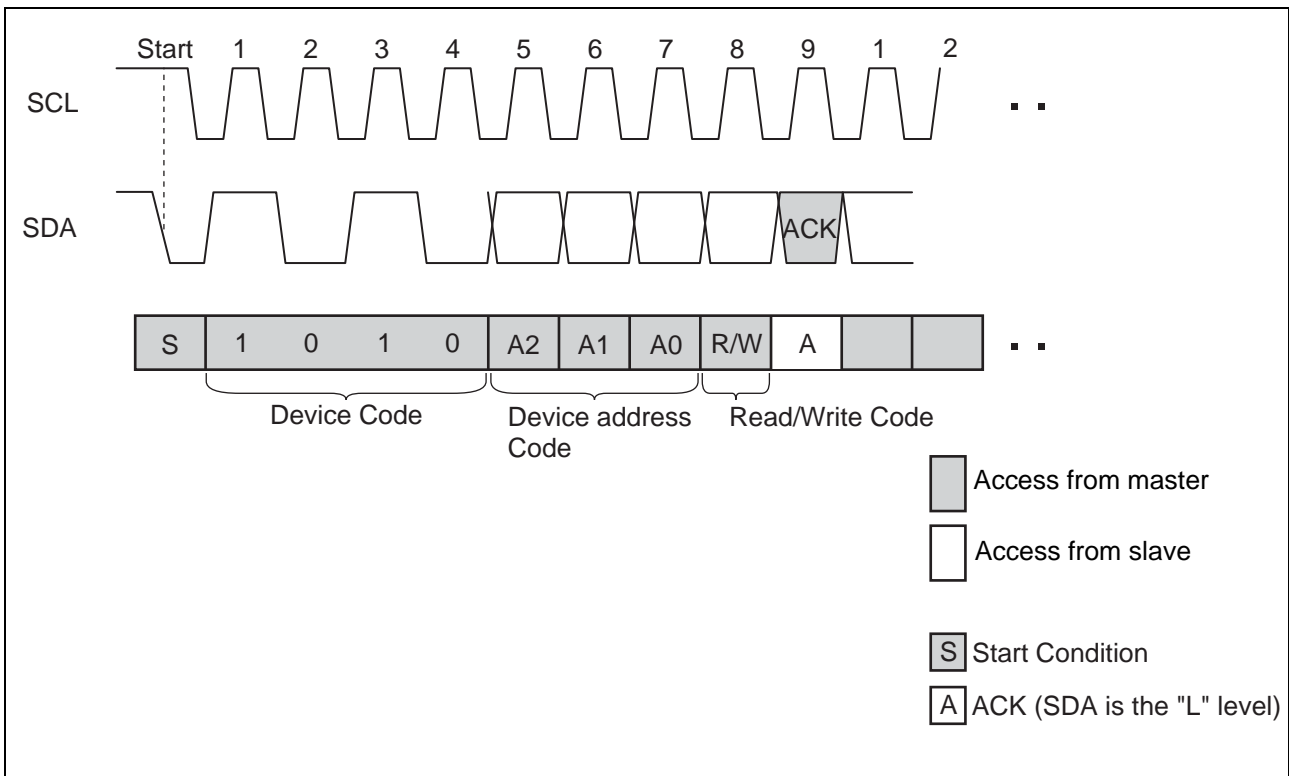 Start 1 2 3 4 5 6 7 8 9 1 2
SCL
SDA
ACK
S 1 0 1 0 A2 A1 A0 R/W A
Device Code
Device address
Code
Read/Write Code
Access from master
Access from slave
S Start Condition
A ACK (SDA is the "L" level)